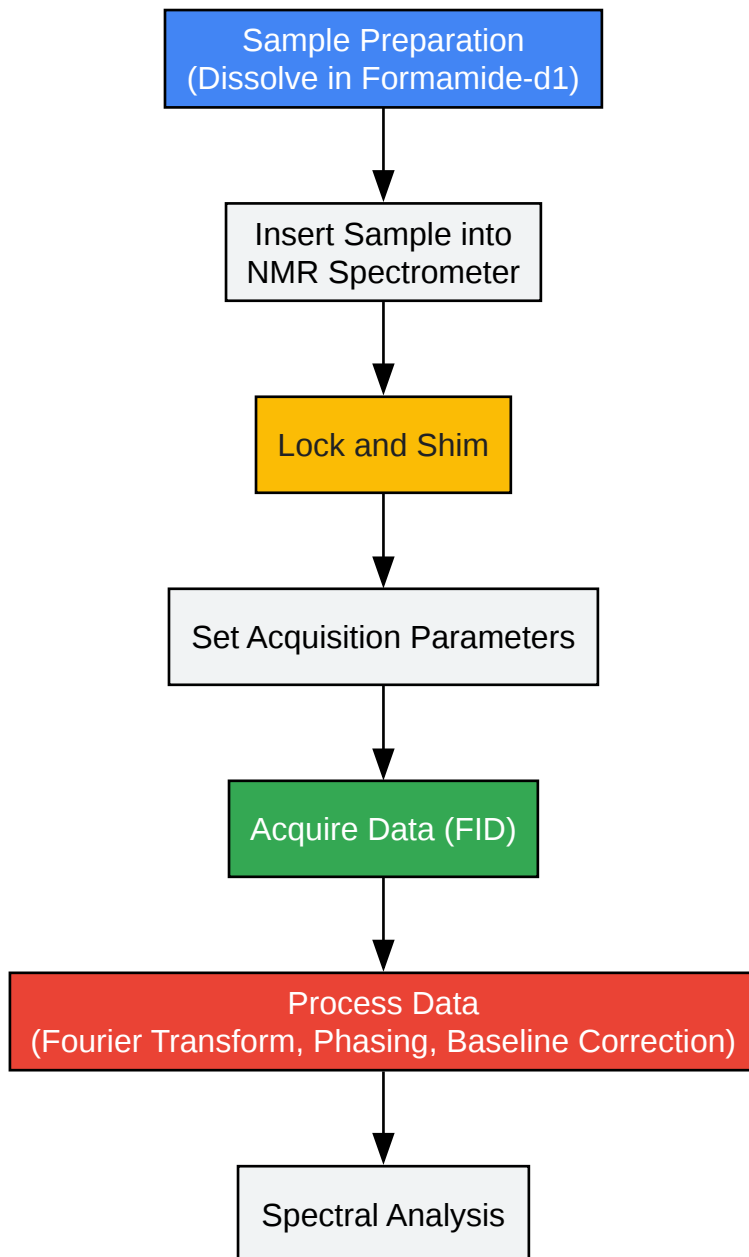 Sample Preparation
(Dissolve in Formamide-d1)
Insert Sample into
NMR Spectrometer
Lock and Shim
Set Acquisition Parameters
Acquire Data (FID)
Process Data
(Fourier Transform, Phasing, Baseline Correction)
Spectral Analysis